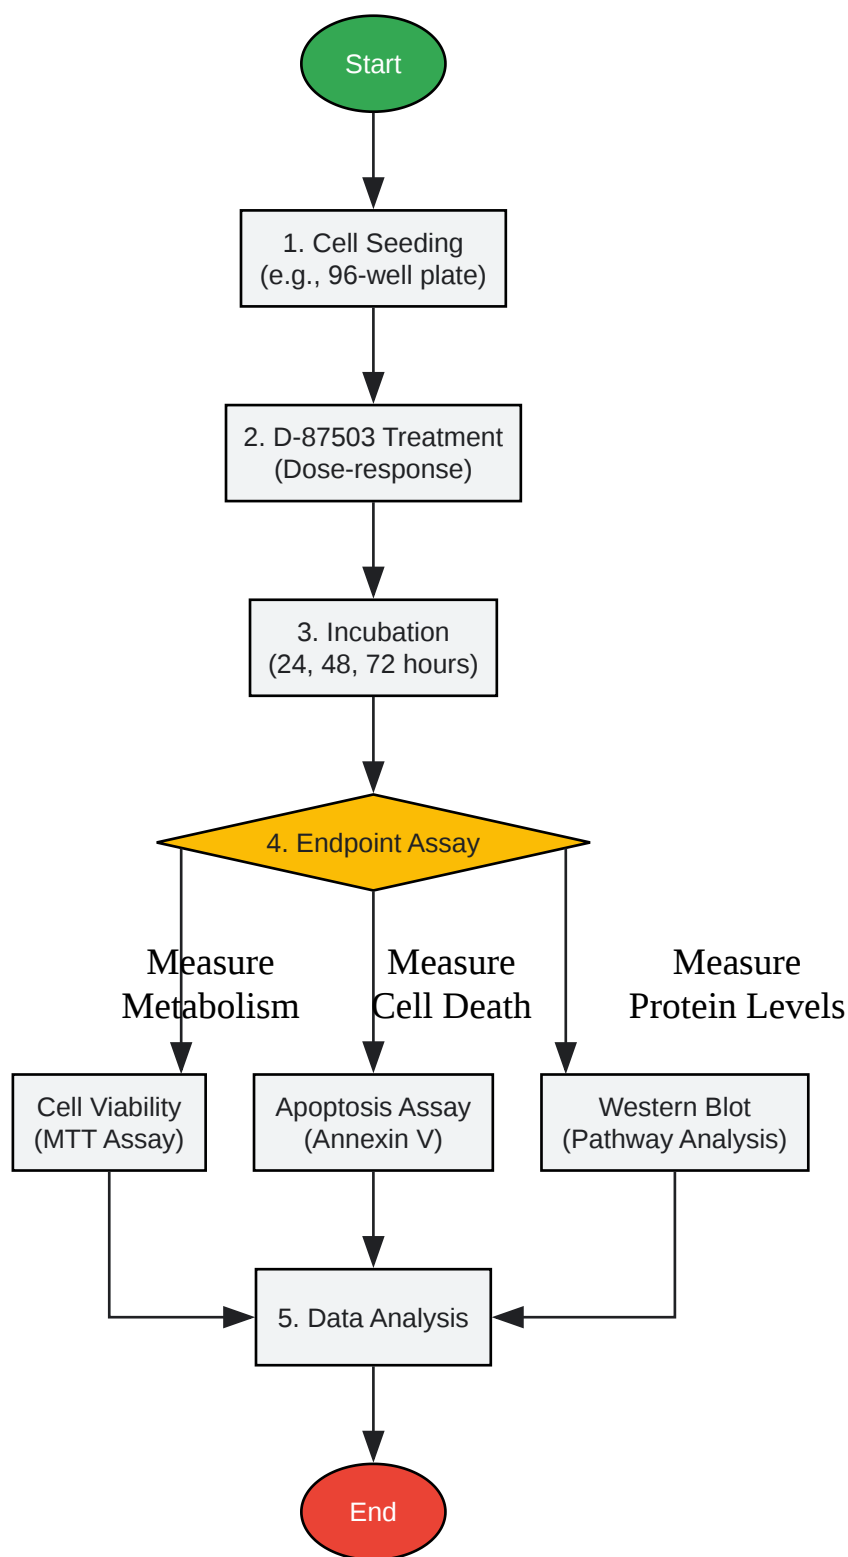 Start
1. Cell Seeding
(e.g., 96-well plate)
2. D-87503 Treatment
(Dose-response)
3. Incubation
(24, 48, 72 hours)
4. Endpoint Assay
Measure
Metabolism
Measure
Cell Death
Measure
Protein Levels
Cell Viability
(MTT Assay)
Apoptosis Assay
(Annexin V)
Western Blot
(Pathway Analysis)
5. Data Analysis
End